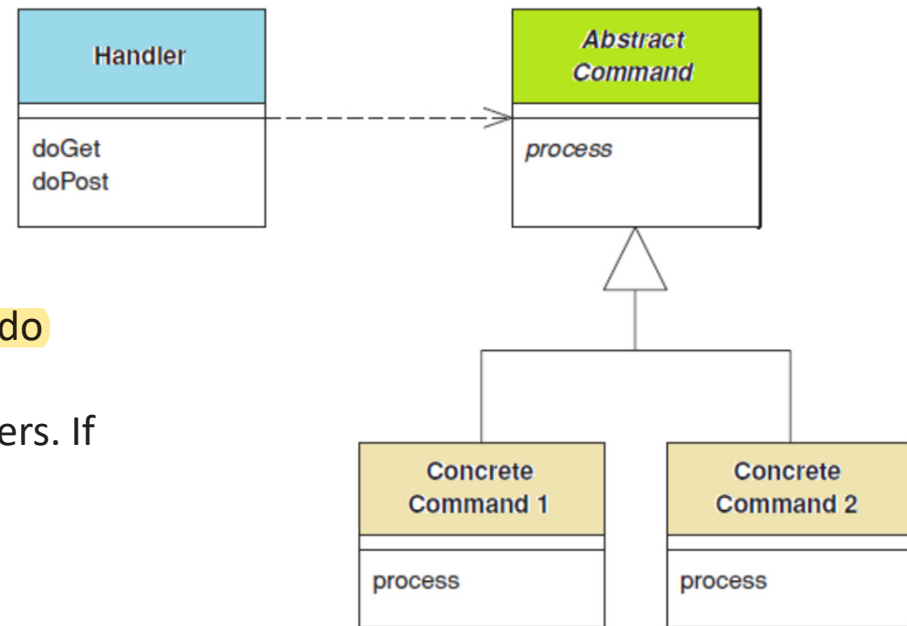 Handler
doGet
doPost
Abstract
Command
process
do
ers. If
Concrete
Command 1
process
Concrete
Command 2
process